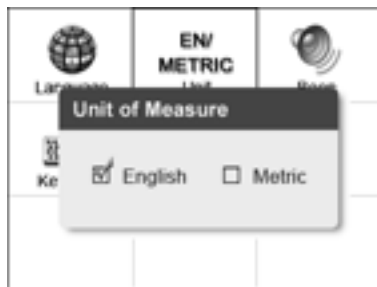 EN/
METRIC
Language
Unit
Beep
Unit of Measure
English
Metric